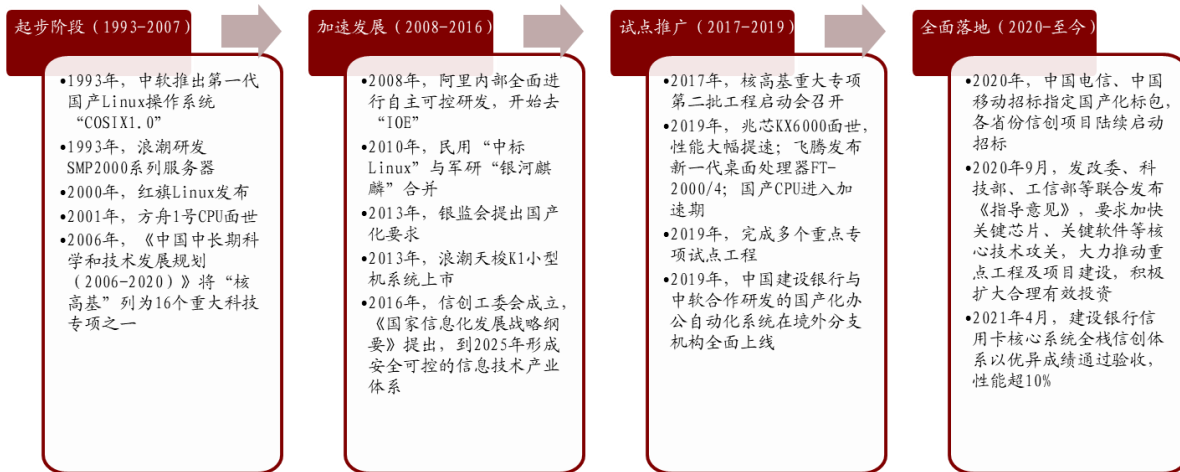 起步阶段（1993-2007）
•1993年，中软推出第一代
国产Linux操作系统
“COSIX1.0”
•1993年，浪潮研发
SMP2000系列服务器
•2000年，红旗Linux发布
•2001年，方舟1号CPU面世
•2006年，《中国中长期科
学和技术发展规划
（2006-2020）》将“核
高基”列为16个重大科技
专项之一
加速发展（2008-2016）
•2008年，阿里内部全面进
行自主可控研发，开始去
“IOE”
•2010年，民用“中标
Linux”与军研“银河麒
麟”合并
•2013年，银监会提出国产
化要求
•2013年，浪潮天梭K1小型
机系统上市
•2016年，信创工委会成立，
《国家信息化发展战略纲
要》提出，到2025年形成
安全可控的信息技术产业
体系
试点推广（2017-2019）
•2017年，核高基重大专项
第二批工程启动会召开
•2019年，兆芯KX6000面世，
性能大幅提速；飞腾发布
新一代桌面处理器FT-
2000/4；国产CPU进入加
速期
•2019年，完成多个重点专
项试点工程
•2019年，中国建设银行与
中软合作研发的国产化办
公自动化系统在境外分支
机构全面上线
全面落地（2020-至今）
•2020年，中国电信、中国
移动招标指定国产化标包，
各省份信创项目陆续启动
招标
•2020年9月，发改委、科
技部、工信部等联合发布
《指导意见》，要求加快
关键芯片、关键软件等核
心技术攻关，大力推动重
点工程及项目建设，积极
扩大合理有效投资
•2021年4月，建设银行信
用卡核心系统全栈信创体
系以优异成绩通过验收，
性能超10%